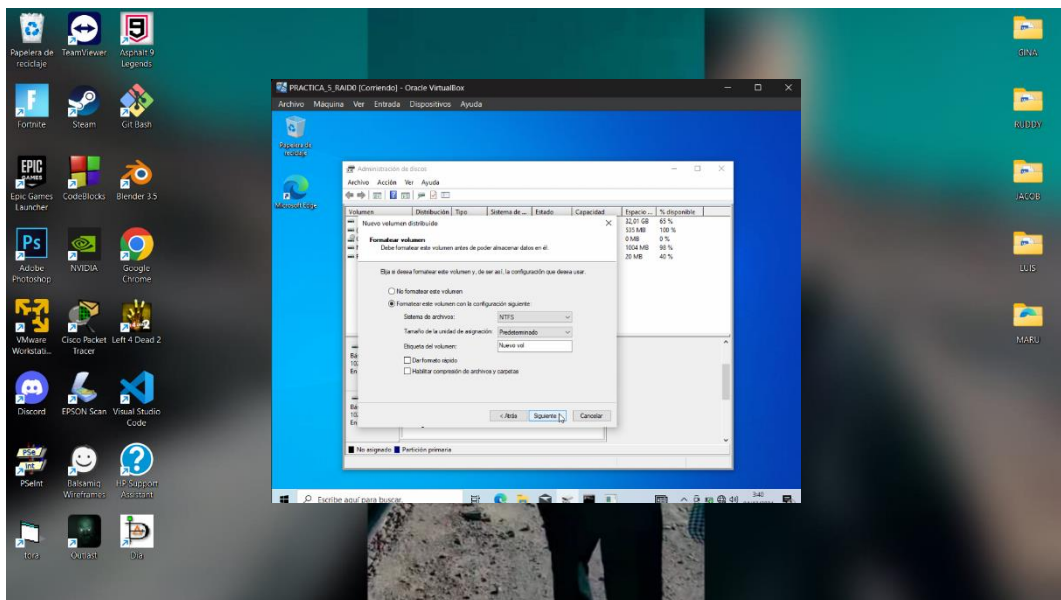 Papelera de reciclaje
TeamViewer
Asphalt 9 Legends
Fortnite
Steam
Git Bash
Epic Games Launcher
CodeBlocks
Blender 3.5
Adobe Photoshop
NVIDIA
Google Chrome
VMware Workstati...
Cisco Packet Tracer
Left 4 Dead 2
Discord
EPSON Scan
Visual Studio Code
PSeInt
Balsamiq Wireframes
HP Support Assistant
tora
Outlast
Dia
GINA
RUDDY
JACOB
LUIS
MARU
PRACTICA_5_RAID0 [Corriendo] - Oracle VirtualBox
Archivo Máquina Ver Entrada Dispositivos Ayuda
Papelera de reciclaje
Microsoft Edge
Administración de discos
Archivo Acción Ver Ayuda
Volumen Distribución Tipo Sistema de ... Estado Capacidad Espacio ... % disponible
32,01 GB 65 %
535 MB 100 %
0 MB 0 %
1004 MB 98 %
20 MB 40 %
Nuevo volumen distribuido
Formatear volumen
Debe formatear este volumen antes de poder almacenar datos en él.
Elija si desea formatear este volumen y, de ser así, la configuración que desea usar.
No formatear este volumen
Formatear este volumen con la configuración siguiente:
Sistema de archivos: NTFS
Tamaño de la unidad de asignación: Predeterminado
Etiqueta del volumen: Nuevo vol
Dar formato rápido
Habilitar compresión de archivos y carpetas
< Atrás Siguiente > Cancelar
No asignado Partición primaria
Escribe aquí para buscar.
3:40